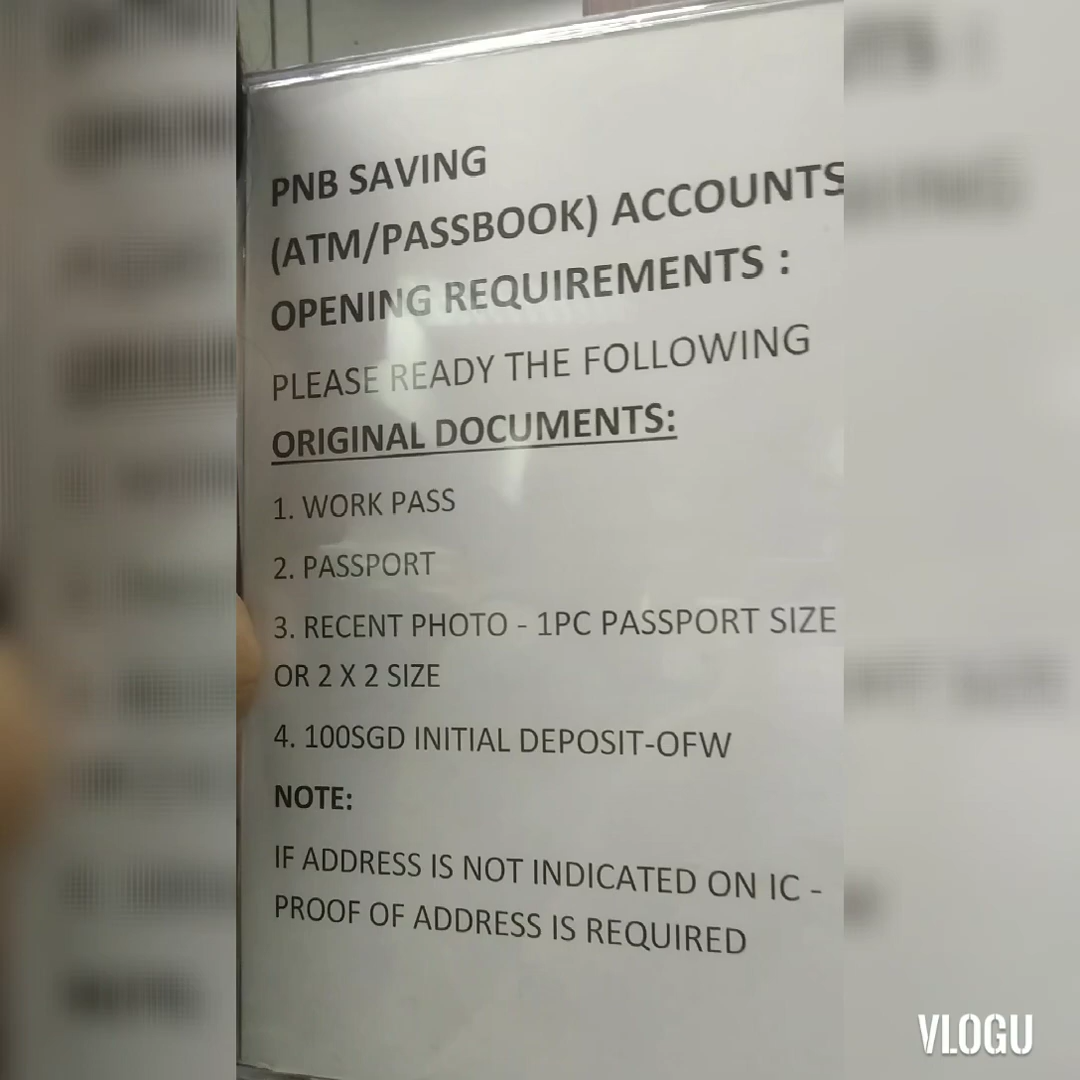 PNB SAVING
(ATM/PASSBOOK) ACCOUNTS
OPENING REQUIREMENTS :
PLEASE READY THE FOLLOWING
ORIGINAL DOCUMENTS:
1. WORK PASS
2. PASSPORT
3. RECENT PHOTO - 1PC PASSPORT SIZE
OR 2 X 2 SIZE
4. 100SGD INITIAL DEPOSIT-OFW
NOTE:
IF ADDRESS IS NOT INDICATED ON IC -
PROOF OF ADDRESS IS REQUIRED
VLOGU